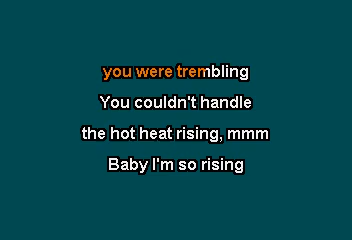 you were trembling
You couldn't handle
the hot heat rising, mmm
Baby I'm so rising